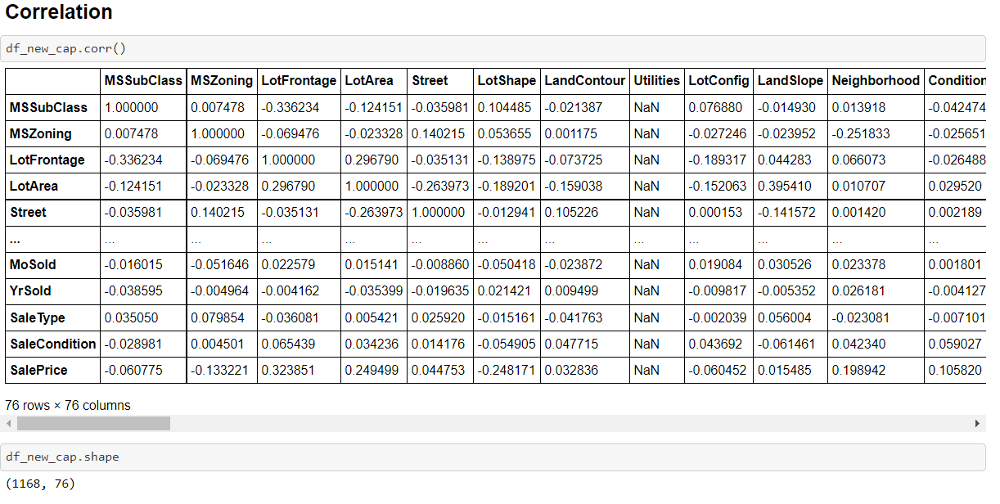 Correlation
df_new_cap.corr()
MSSubClass MSZoning LotFrontage LotArea Street LotShape LandContour Utilities LotConfig LandSlope Neighborhood Condition
MSSubClass 1.000000 0.007478 -0.336234 -0.124151 -0.035981 0.104485 -0.021387 NaN 0.076880 -0.014930 0.013918 -0.042474
MSZoning 0.007478 1.000000 -0.069476 -0.023328 0.140215 0.053655 0.001175 NaN -0.027246 -0.023952 -0.251833 -0.025651
LotFrontage -0.336234 -0.069476 1.000000 0.296790 -0.035131 -0.138975 -0.073725 NaN -0.189317 0.044283 0.066073 -0.026488
LotArea -0.124151 -0.023328 0.296790 1.000000 -0.263973 -0.189201 -0.159038 NaN -0.152063 0.395410 0.010707 0.029520
Street -0.035981 0.140215 -0.035131 -0.263973 1.000000 -0.012941 0.105226 NaN 0.000153 -0.141572 0.001420 0.002189
... ... ... ... ... ... ... ... ... ... ... ... ...
MoSold -0.016015 -0.051646 0.022579 0.015141 -0.008860 -0.050418 -0.023872 NaN 0.019084 0.030526 0.023378 0.001801
YrSold -0.038595 -0.004964 -0.004162 -0.035399 -0.019635 0.021421 0.009499 NaN -0.009817 -0.005352 0.026181 -0.004127
SaleType 0.035050 0.079854 -0.036081 0.005421 0.025920 -0.015161 -0.041763 NaN -0.002039 0.056004 -0.023081 -0.007101
SaleCondition -0.028981 0.004501 0.065439 0.034236 0.014176 -0.054905 0.047715 NaN 0.043692 -0.061461 0.042340 0.059027
SalePrice -0.060775 -0.133221 0.323851 0.249499 0.044753 -0.248171 0.032836 NaN -0.060452 0.015485 0.198942 0.105820
76 rows × 76 columns
df_new_cap.shape
(1168, 76)